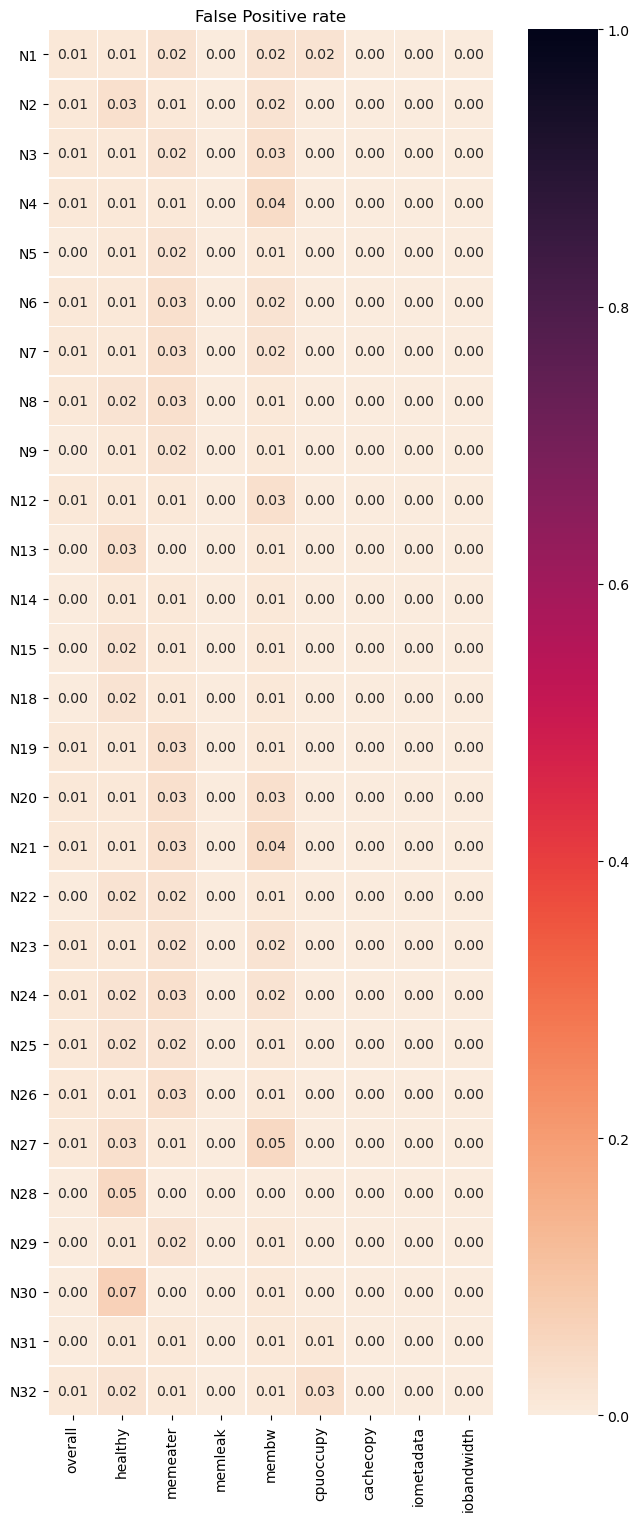 False Positive rate
N1 0.01 0.01 0.02 0.00 0.02 0.02 0.00 0.00 0.00
N2 0.01 0.03 0.01 0.00 0.02 0.00 0.00 0.00 0.00
N3 0.01 0.01 0.02 0.00 0.03 0.00 0.00 0.00 0.00
N4 0.01 0.01 0.01 0.00 0.04 0.00 0.00 0.00 0.00
N5 0.00 0.01 0.02 0.00 0.01 0.00 0.00 0.00 0.00
N6 0.01 0.01 0.03 0.00 0.02 0.00 0.00 0.00 0.00
N7 0.01 0.01 0.03 0.00 0.02 0.00 0.00 0.00 0.00
N8 0.01 0.02 0.03 0.00 0.01 0.00 0.00 0.00 0.00
N9 0.00 0.01 0.02 0.00 0.01 0.00 0.00 0.00 0.00
N12 0.01 0.01 0.01 0.00 0.03 0.00 0.00 0.00 0.00
N13 0.00 0.03 0.00 0.00 0.01 0.00 0.00 0.00 0.00
N14 0.00 0.01 0.01 0.00 0.01 0.00 0.00 0.00 0.00
N15 0.00 0.02 0.01 0.00 0.01 0.00 0.00 0.00 0.00
N18 0.00 0.02 0.01 0.00 0.01 0.00 0.00 0.00 0.00
N19 0.01 0.01 0.03 0.00 0.01 0.00 0.00 0.00 0.00
N20 0.01 0.01 0.03 0.00 0.03 0.00 0.00 0.00 0.00
N21 0.01 0.01 0.03 0.00 0.04 0.00 0.00 0.00 0.00
N22 0.00 0.02 0.02 0.00 0.01 0.00 0.00 0.00 0.00
N23 0.01 0.01 0.02 0.00 0.02 0.00 0.00 0.00 0.00
N24 0.01 0.02 0.03 0.00 0.02 0.00 0.00 0.00 0.00
N25 0.01 0.02 0.02 0.00 0.01 0.00 0.00 0.00 0.00
N26 0.01 0.01 0.03 0.00 0.01 0.00 0.00 0.00 0.00
N27 0.01 0.03 0.01 0.00 0.05 0.00 0.00 0.00 0.00
N28 0.00 0.05 0.00 0.00 0.00 0.00 0.00 0.00 0.00
N29 0.00 0.01 0.02 0.00 0.01 0.00 0.00 0.00 0.00
N30 0.00 0.07 0.00 0.00 0.01 0.00 0.00 0.00 0.00
N31 0.00 0.01 0.01 0.00 0.01 0.01 0.00 0.00 0.00
N32 0.01 0.02 0.01 0.00 0.01 0.03 0.00 0.00 0.00
overall
healthy
memeater
memleak
membw
cpuoccupy
cachecopy
iometadata
iobandwidth
1.0
0.8
0.6
0.4
0.2
0.0